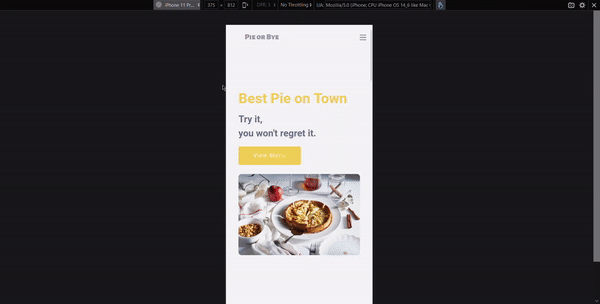 iPhone 11 Pr...
375 × 812
DPR: 3
No Throttling
UA: Mozilla/5.0 (iPhone; CPU iPhone OS 14_6 like Mac
Pie or Bye
Best Pie on Town
Try it,
you won't regret it.
View Menu